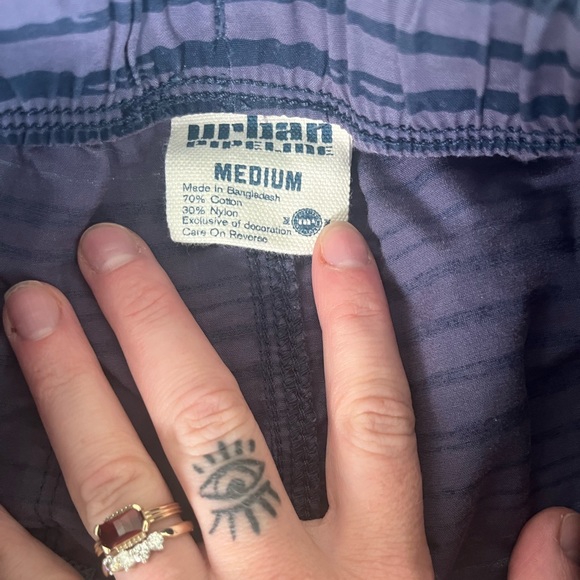 urban
PIPELINE
MEDIUM
Made in Bangladesh
70% Cotton
30% Nylon
Exclusive of decoration
Care On Reverse